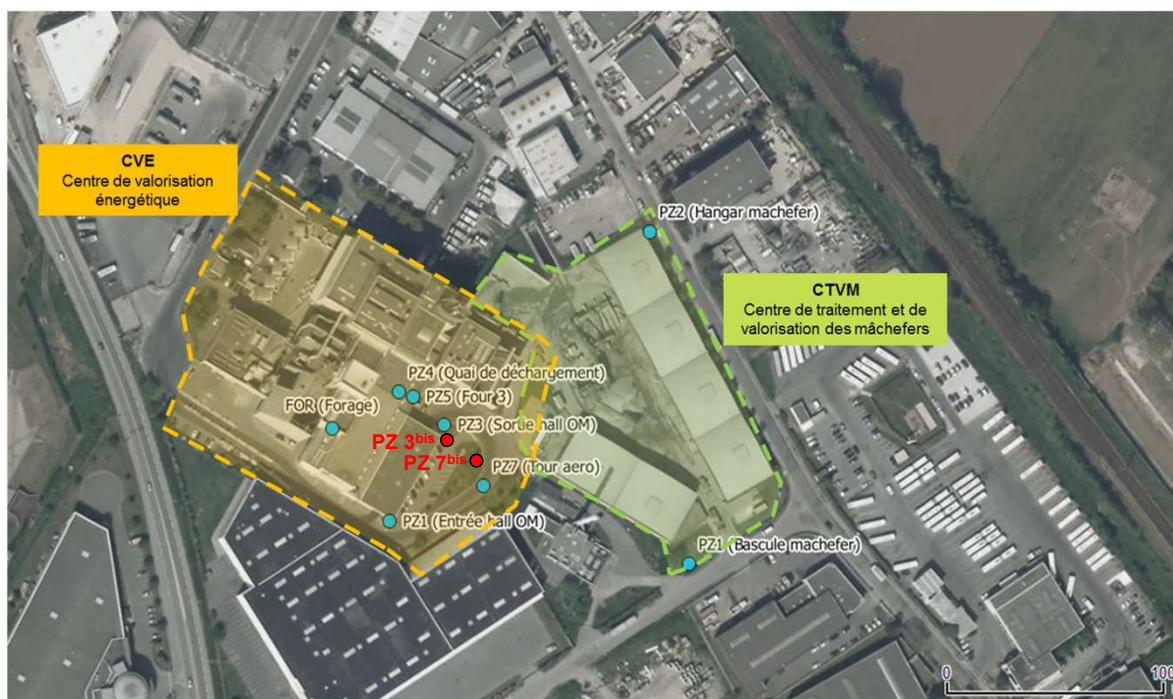 CVE
Centre de valorisation
énergétique
PZ2 (Hangar machefer)
CTVM
Centre de traitement et de
valorisation des mâchefers
PZ4 (Quai de déchargement)
PZ5 (Four 3)
FOR (Forage)
PZ3 (Sortie hall OM)
PZ 3bis
PZ 7bis
PZ7 (Tour aero)
PZ1 (Entrée hall OM)
PZ1 (Bascule machefer)
0 100